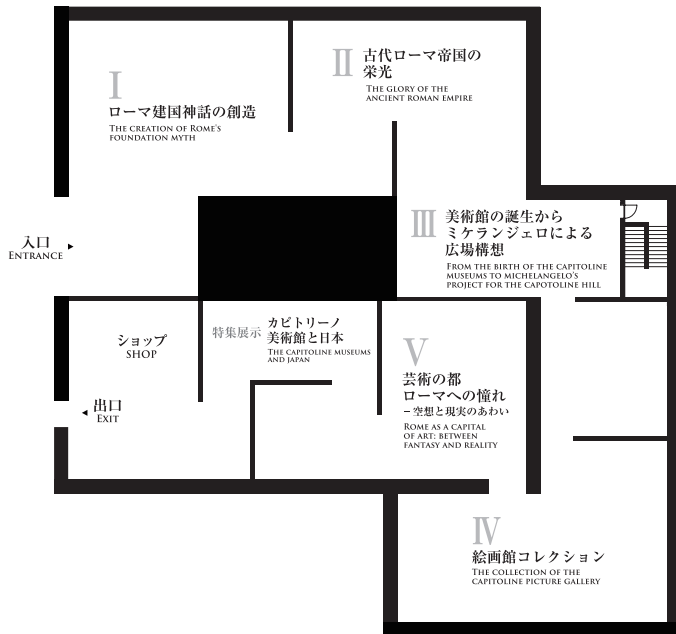 I
ローマ建国神話の創造
THE CREATION OF ROME'S
FOUNDATION MYTH
II
古代ローマ帝国の
栄光
THE GLORY OF THE
ANCIENT ROMAN EMPIRE
入口
ENTRANCE
III
美術館の誕生から
ミケランジェロによる
広場構想
FROM THE BIRTH OF THE CAPITOLINE
MUSEUMS TO MICHELANGELO'S
PROJECT FOR THE CAPOTOLINE HILL
ショップ
SHOP
特集展示
カピトリーノ
美術館と日本
THE CAPITOLINE MUSEUMS
AND JAPAN
V
芸術の都
ローマへの憧れ
－空想と現実のあわい
ROME AS A CAPITAL
OF ART: BETWEEN
FANTASY AND REALITY
出口
EXIT
IV
絵画館コレクション
THE COLLECTION OF THE
CAPITOLINE PICTURE GALLERY